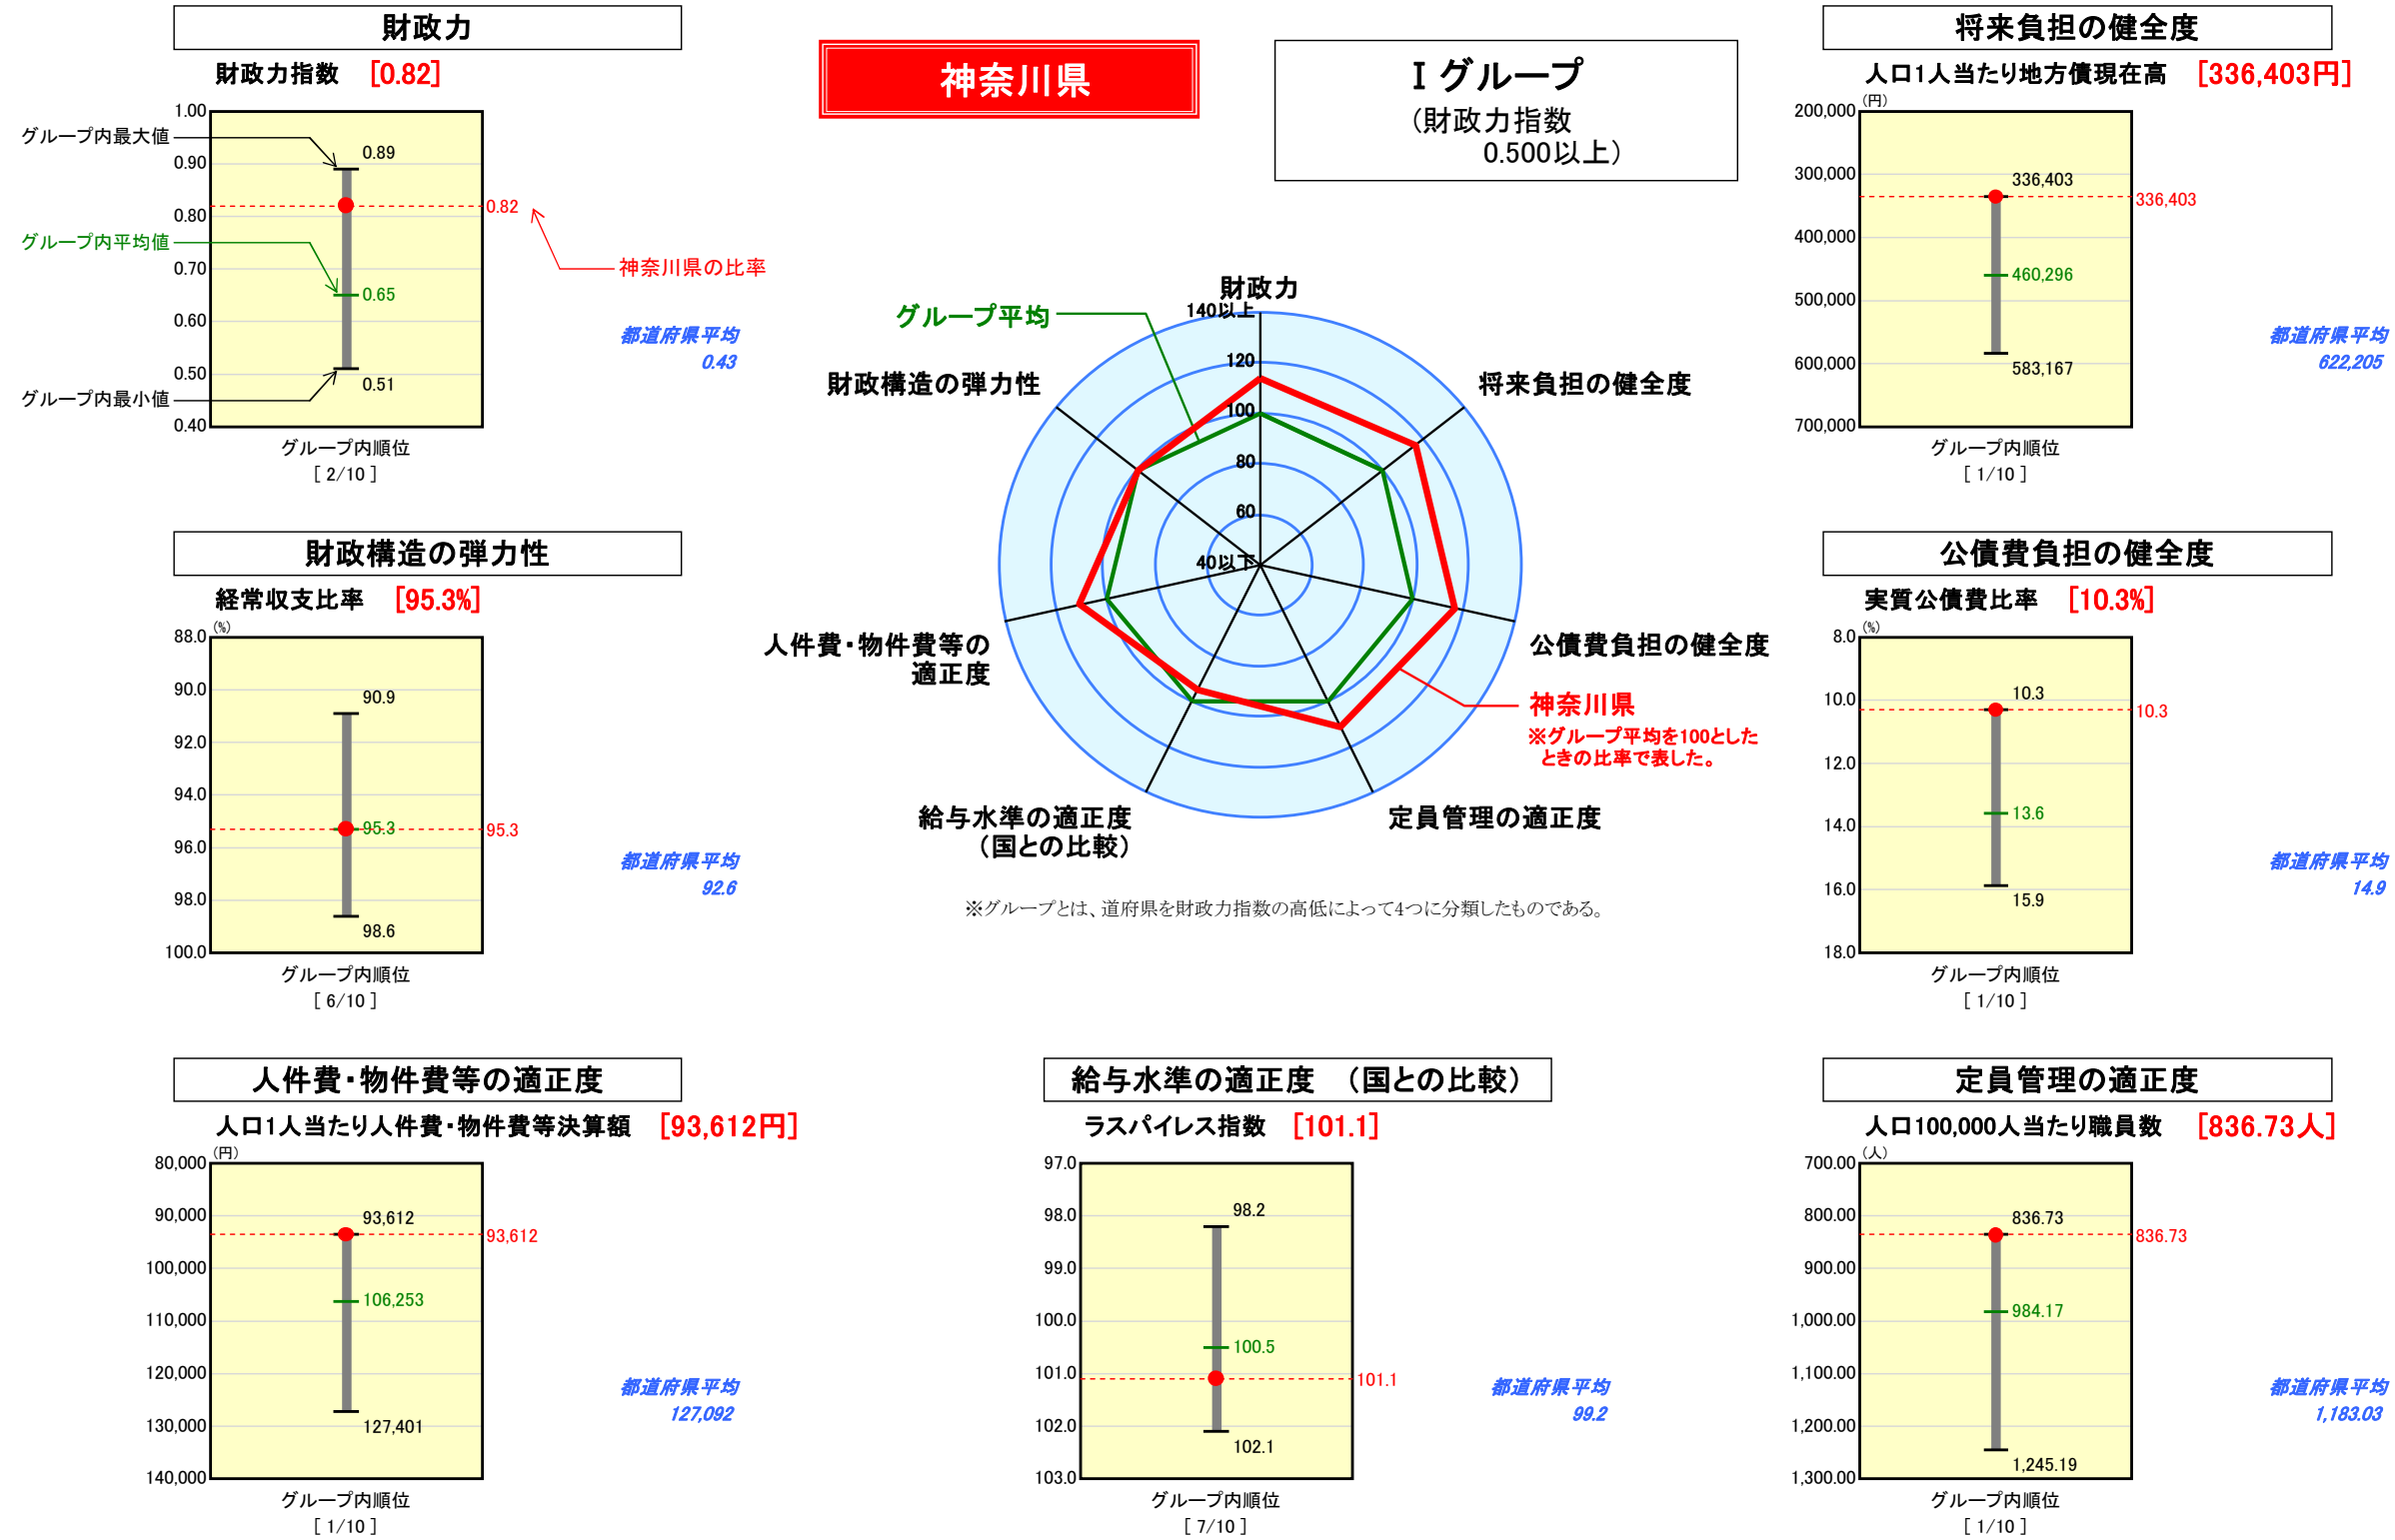 財政力
財政力指数 [0.82]
1.00
0.90
0.80
0.70
0.60
0.50
0.40
グループ内最大値
グループ内平均値
グループ内最小値
0.89
0.65
0.51
0.82
神奈川県の比率
都道府県平均
0.43
グループ内順位
[ 2/10 ]
神奈川県
Ⅰグループ
(財政力指数
0.500以上)
将来負担の健全度
人口1人当たり地方債現在高 [336,403円]
(円)
200,000
300,000
400,000
500,000
600,000
700,000
336,403
460,296
583,167
336,403
都道府県平均
622,205
グループ内順位
[ 1/10 ]
財政力
グループ平均
140以上
120
100
80
60
40以下
財政構造の弾力性
将来負担の健全度
人件費・物件費等の
適正度
公債費負担の健全度
神奈川県
※グループ平均を100とした
ときの比率で表した。
給与水準の適正度
(国との比較)
定員管理の適正度
※グループとは、道府県を財政力指数の高低によって4つに分類したものである。
財政構造の弾力性
経常収支比率 [95.3%]
(%)
88.0
90.0
92.0
94.0
96.0
98.0
100.0
90.9
95.3
98.6
95.3
都道府県平均
92.6
グループ内順位
[ 6/10 ]
公債費負担の健全度
実質公債費比率 [10.3%]
(%)
8.0
10.0
12.0
14.0
16.0
18.0
10.3
13.6
15.9
10.3
都道府県平均
14.9
グループ内順位
[ 1/10 ]
人件費・物件費等の適正度
人口1人当たり人件費・物件費等決算額 [93,612円]
(円)
80,000
90,000
100,000
110,000
120,000
130,000
140,000
93,612
106,253
127,401
93,612
都道府県平均
127,092
グループ内順位
[ 1/10 ]
給与水準の適正度 (国との比較)
ラスパイレス指数 [101.1]
97.0
98.0
99.0
100.0
101.0
102.0
103.0
98.2
100.5
102.1
101.1
都道府県平均
99.2
グループ内順位
[ 7/10 ]
定員管理の適正度
人口100,000人当たり職員数 [836.73人]
(人)
700.00
800.00
900.00
1,000.00
1,100.00
1,200.00
1,300.00
836.73
984.17
1,245.19
836.73
都道府県平均
1,183.03
グループ内順位
[ 1/10 ]